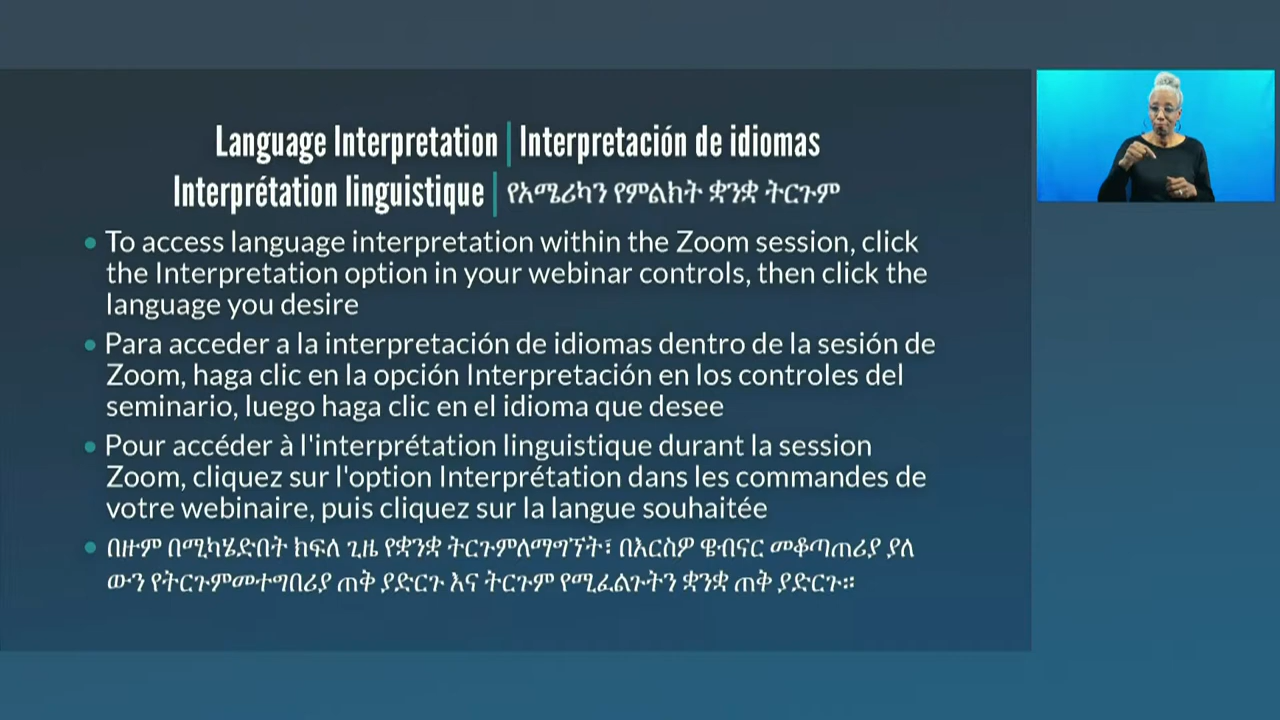 Language Interpretation | Interpretación de idiomas
Interprétation linguistique | የአሜሪካን የምልክት ቋንቋ ትርጉም
• To access language interpretation within the Zoom session, click
the Interpretation option in your webinar controls, then click the
language you desire
• Para acceder a la interpretación de idiomas dentro de la sesión de
Zoom, haga clic en la opción Interpretación en los controles del
seminario, luego haga clic en el idioma que desee
• Pour accéder à l'interprétation linguistique durant la session
Zoom, cliquez sur l'option Interprétation dans les commandes de
votre webinaire, puis cliquez sur la langue souhaitée
• በዙም በሚካሄድበት ክፍለ ጊዜ የቋንቋ ትርጉምለማግኘት፣ በእርስዎ ዌብናር መቆጣጠሪያ ያለ
ውን የትርጉምመተግበሪያ ጠቅ ያድርጉ እና ትርጉም የሚፈልጉትን ቋንቋ ጠቅ ያድርጉ።